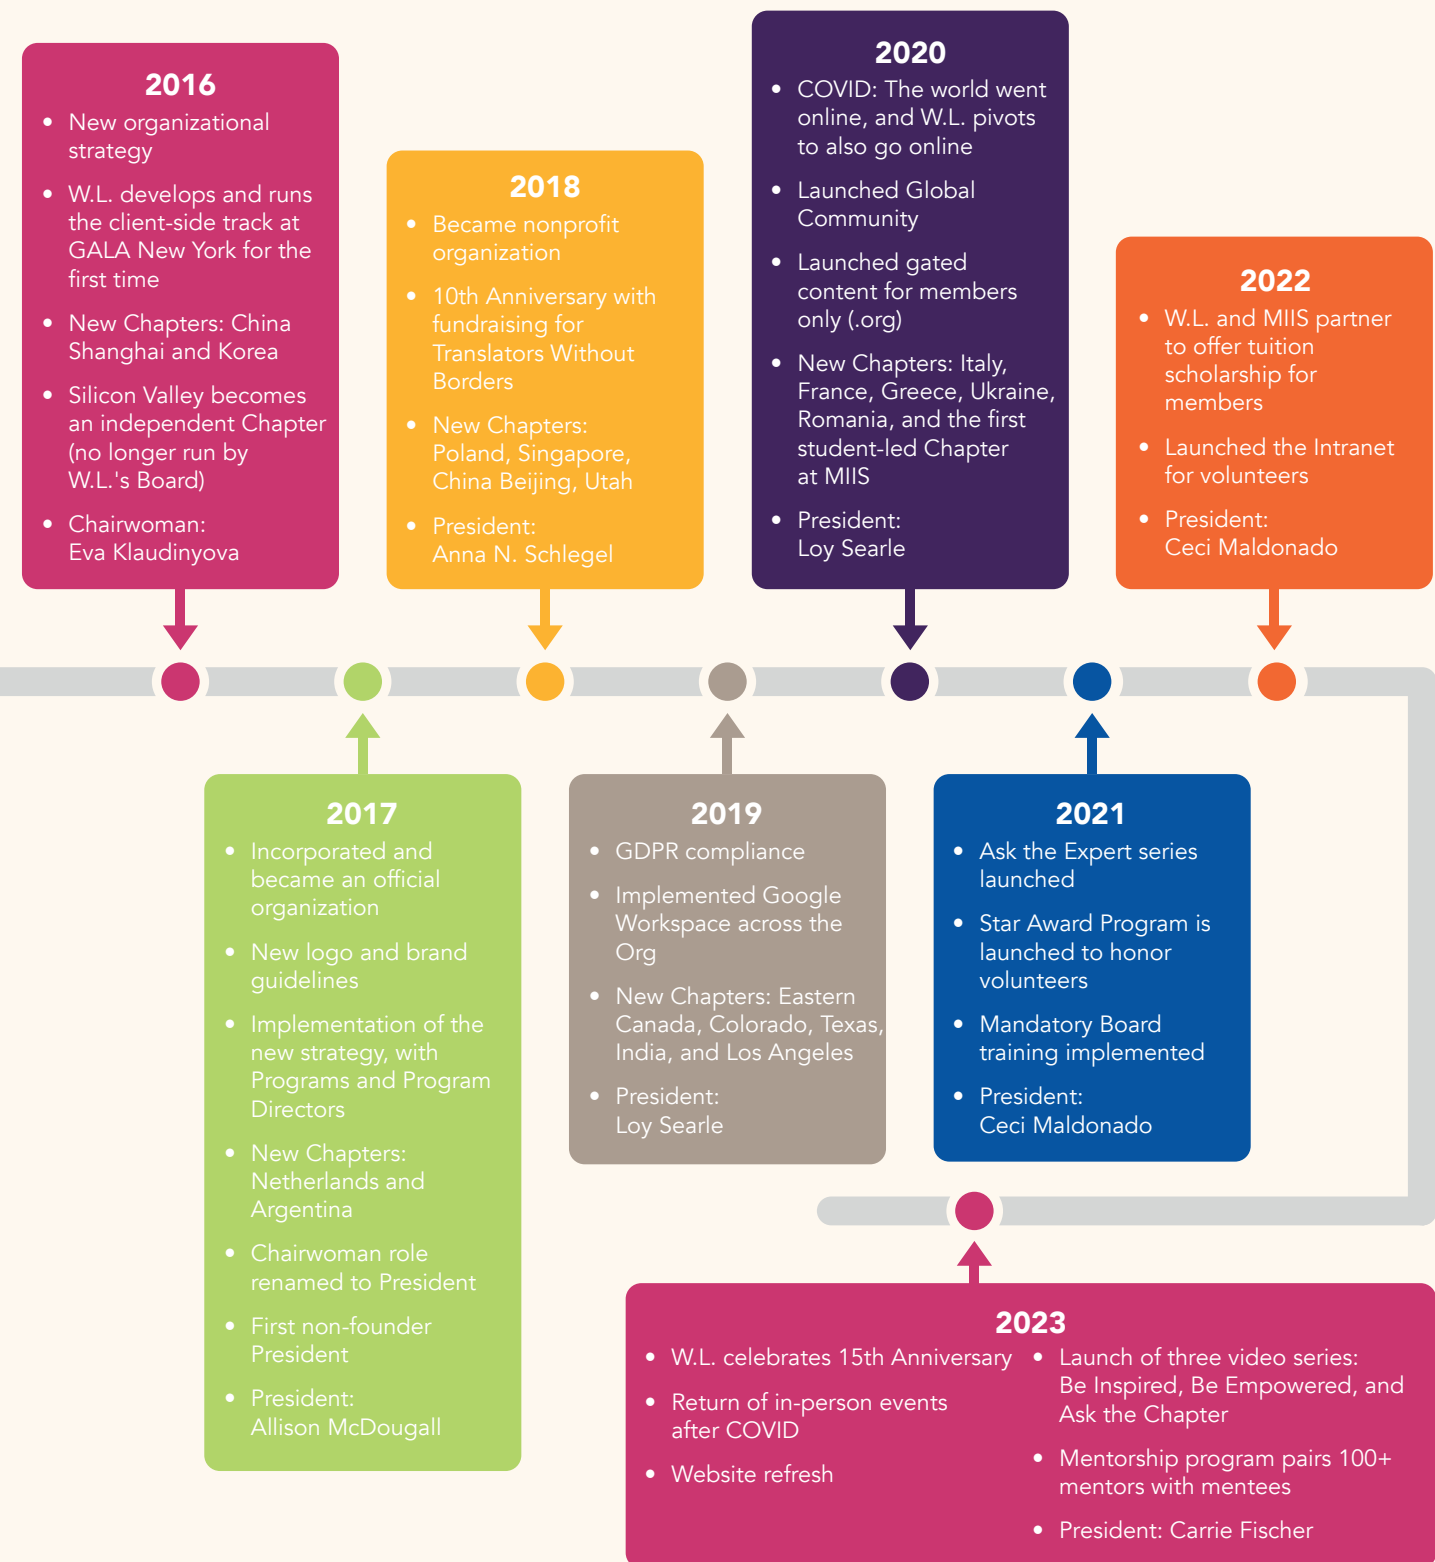 2016
• New organizational
strategy
• W.L. develops and runs
the client-side track at
GALA New York for the
first time
• New Chapters: China
Shanghai and Korea
• Silicon Valley becomes
an independent Chapter
(no longer run by
W.L.'s Board)
• Chairwoman:
Eva Klaudinyova
2017
• Incorporated and
became an official
organization
• New logo and brand
guidelines
• Implementation of the
new strategy, with
Programs and Program
Directors
• New Chapters:
Netherlands and
Argentina
• Chairwoman role
renamed to President
• First non-founder
President
• President:
Allison McDougall
2018
• Became nonprofit
organization
• 10th Anniversary with
fundraising for
Translators Without
Borders
• New Chapters:
Poland, Singapore,
China Beijing, Utah
• President:
Anna N. Schlegel
2019
• GDPR compliance
• Implemented Google
Workspace across the
Org
• New Chapters: Eastern
Canada, Colorado, Texas,
India, and Los Angeles
• President:
Loy Searle
2020
• COVID: The world went
online, and W.L. pivots
to also go online
• Launched Global
Community
• Launched gated
content for members
only (.org)
• New Chapters: Italy,
France, Greece, Ukraine,
Romania, and the first
student-led Chapter
at MIIS
• President:
Loy Searle
2021
• Ask the Expert series
launched
• Star Award Program is
launched to honor
volunteers
• Mandatory Board
training implemented
• President:
Ceci Maldonado
2022
• W.L. and MIIS partner
to offer tuition
scholarship for
members
• Launched the Intranet
for volunteers
• President:
Ceci Maldonado
2023
• W.L. celebrates 15th Anniversary
• Return of in-person events
after COVID
• Website refresh
• Launch of three video series:
Be Inspired, Be Empowered, and
Ask the Chapter
• Mentorship program pairs 100+
mentors with mentees
• President: Carrie Fischer